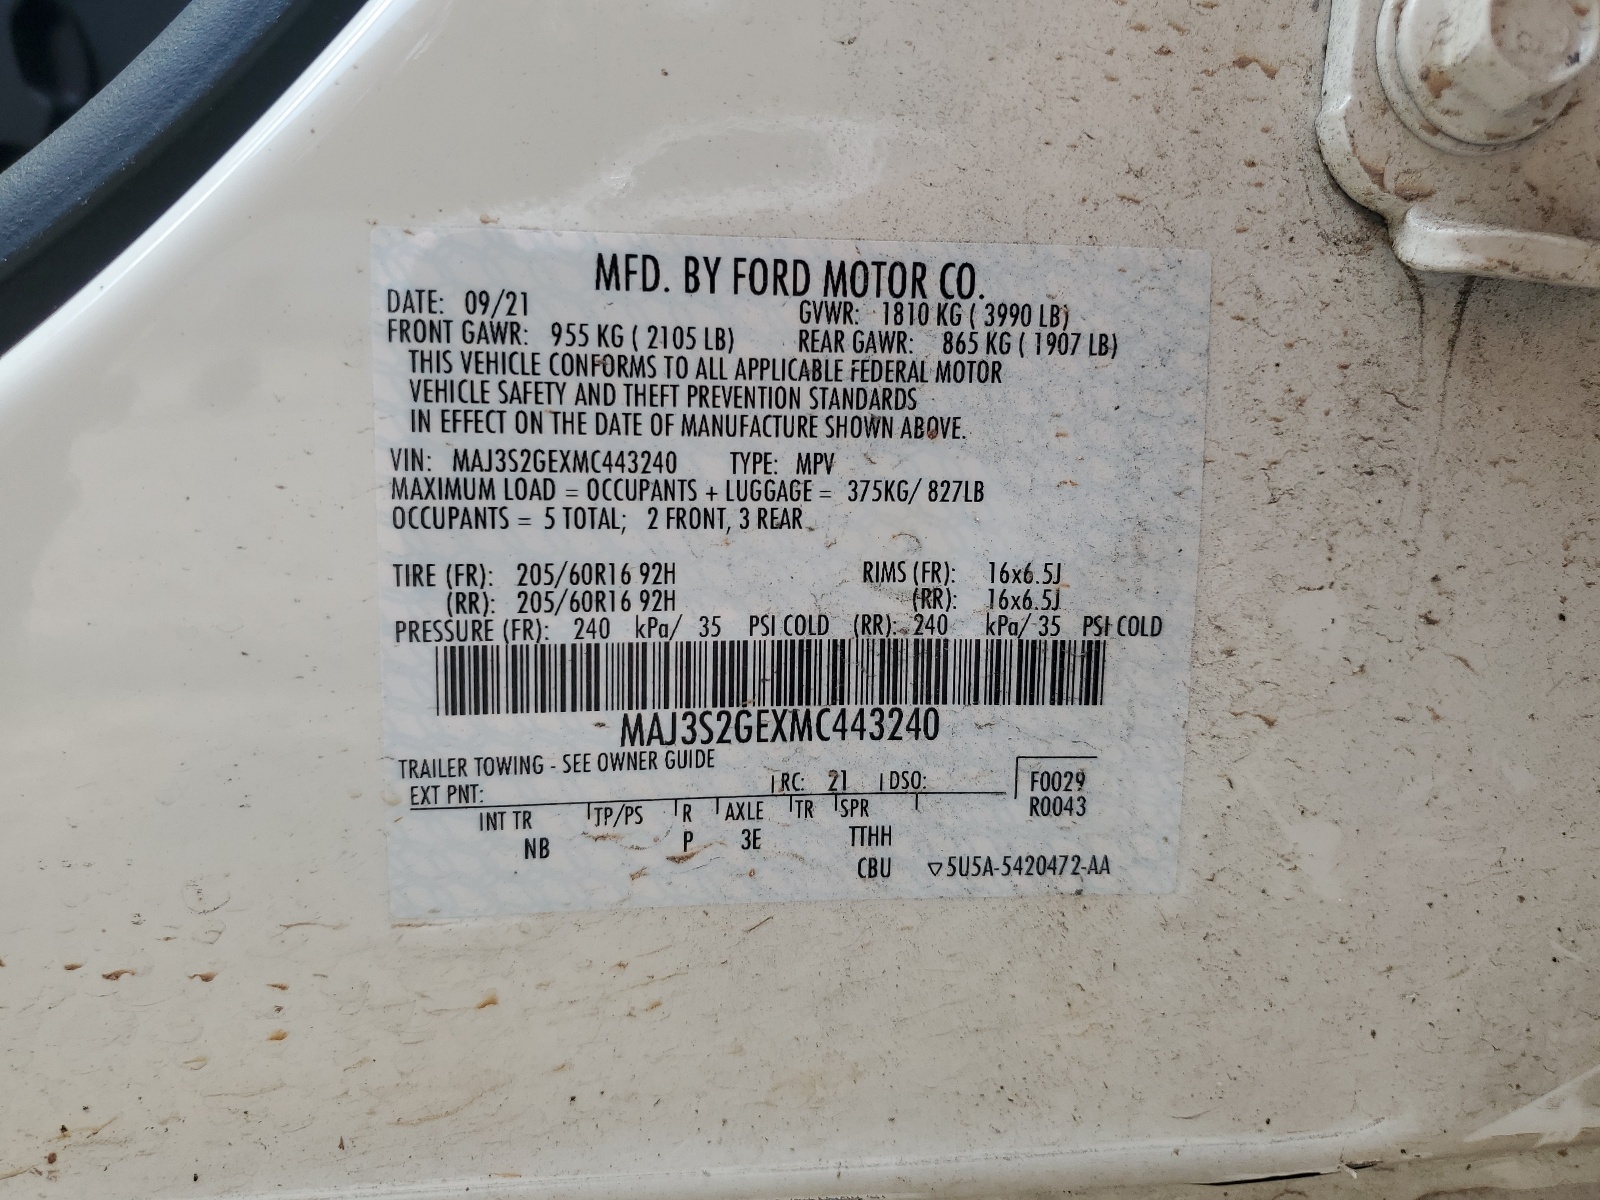 MFD. BY FORD MOTOR CO.
DATE: 09/21 GVWR: 1810 KG ( 3990 LB)
FRONT GAWR: 955 KG ( 2105 LB) REAR GAWR: 865 KG ( 1907 LB)
THIS VEHICLE CONFORMS TO ALL APPLICABLE FEDERAL MOTOR
VEHICLE SAFETY AND THEFT PREVENTION STANDARDS
IN EFFECT ON THE DATE OF MANUFACTURE SHOWN ABOVE.
VIN: MAJ3S2GEXMC443240 TYPE: MPV
MAXIMUM LOAD = OCCUPANTS + LUGGAGE = 375KG/ 827LB
OCCUPANTS = 5 TOTAL; 2 FRONT, 3 REAR
TIRE (FR): 205/60R16 92H RIMS (FR): 16x6.5J
(RR): 205/60R16 92H (RR): 16x6.5J
PRESSURE (FR): 240 kPa/ 35 PSI COLD (RR): 240 kPa/ 35 PSI COLD
MAJ3S2GEXMC443240
TRAILER TOWING - SEE OWNER GUIDE
EXT PNT: RC: 21 DSO: F0029
INT TR TP/PS R AXLE TR SPR R0043
NB P 3E TTHH
CBU ▽5U5A-5420472-AA